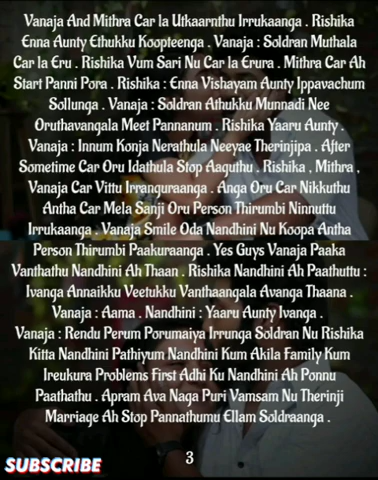 Vanaja And Mithra Car la Utkaarnthu Irrukaanga . Rishika
Enna Aunty Ethukku Koopteenga . Vanaja : Soldran Muthala
Car la Eru . Rishika Vum Sari Nu Car la Erura . Mithra Car Ah
Start Panni Pora . Rishika : Enna Vishayam Aunty Ippavachum
Sollunga . Vanaja : Soldran Athukku Munnadi Nee
Oruthavangala Meet Pannanum . Rishika Yaaru Aunty .
Vanaja : Innum Konja Nerathula Neeyae Therinjipa . After
Sometime Car Oru Idathula Stop Aaguthu . Rishika , Mithra ,
Vanaja Car Vittu Irranguraanga . Anga Oru Car Nikkuthu
Antha Car Mela Sanji Oru Person Thirumbi Ninnuttu
Irrukaanga . Vanaja Smile Oda Nandhini Nu Koopa Antha
Person Thirumbi Paakuraanga . Yes Guys Vanaja Paaka
Vanthathu Nandhini Ah Thaan . Rishika Nandhini Ah Paathuttu :
Ivanga Annaikku Veetukku Vanthaangala Avanga Thaana .
Vanaja : Aama . Nandhini : Yaaru Aunty Ivanga .
Vanaja : Rendu Perum Porumaiya Irrunga Soldran Nu Rishika
Kitta Nandhini Pathiyum Nandhini Kum Akila Family Kum
Ireukura Problems First Adhi Ku Nandhini Ah Ponnu
Paathathu . Apram Ava Naga Puri Vamsam Nu Therinji
Marriage Ah Stop Pannathumu Ellam Soldraanga .
3
SUBSCRIBE